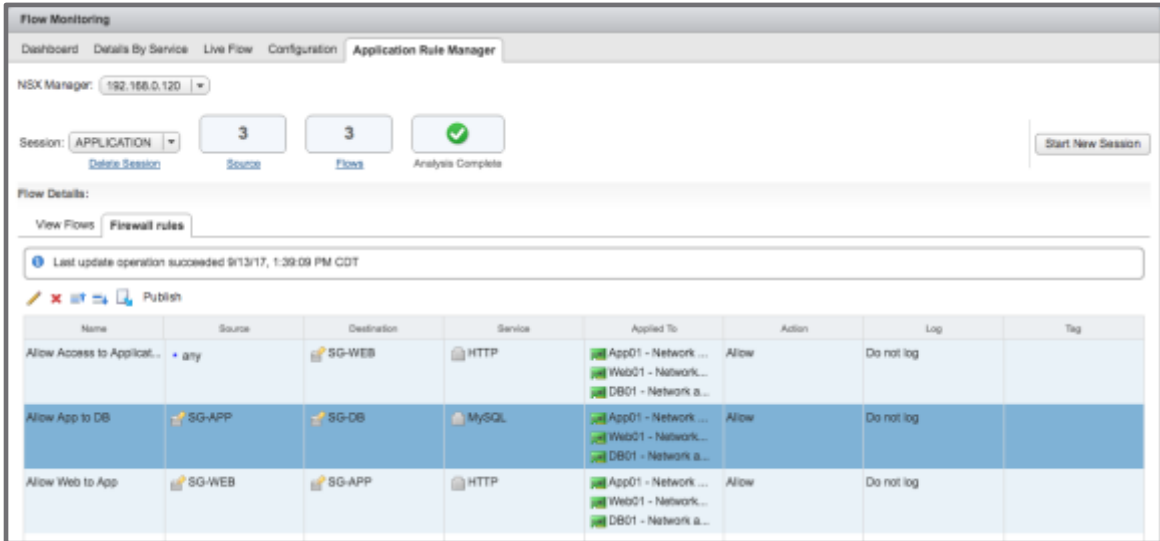 Flow Monitoring
Dashboard Details By Service Live Flow Configuration Application Rule Manager
NSX Manager: 192.168.0.120
Session: APPLICATION 3 3
Delete Session Source Flows Analysis Complete Start New Session
Flow Details:
View Flows Firewall rules
Last update operation succeeded 9/13/17, 1:39:09 PM CDT
Publish
Name Source Destination Service Applied To Action Log Tag
Allow Access to Applicat... any SG-WEB HTTP App01 - Network ... Allow Do not log
Web01 - Network...
DB01 - Network a...
Allow App to DB SG-APP SG-DB MySQL App01 - Network ... Allow Do not log
Web01 - Network...
DB01 - Network a...
Allow Web to App SG-WEB SG-APP HTTP App01 - Network ... Allow Do not log
Web01 - Network...
DB01 - Network a...